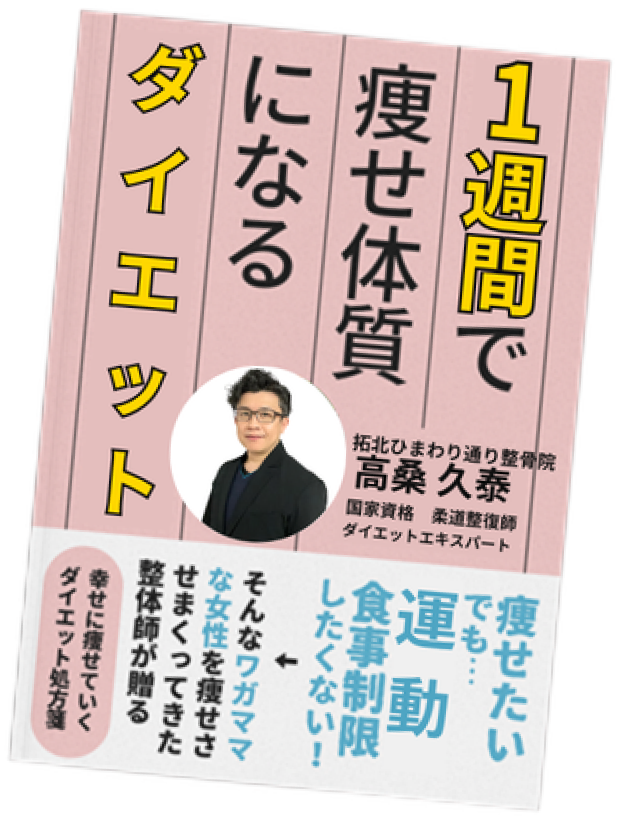 1週間で
痩せ体質
になる
ダイエット
拓北ひまわり通り整骨院
高桑 久泰
国家資格　柔道整復師
ダイエットエキスパート
痩せたい
でも…
運動
食事制限
したくない！
←
そんなワガママ
な女性を痩せさ
せまくってきた
整体師が贈る
幸せに痩せていく
ダイエット処方箋